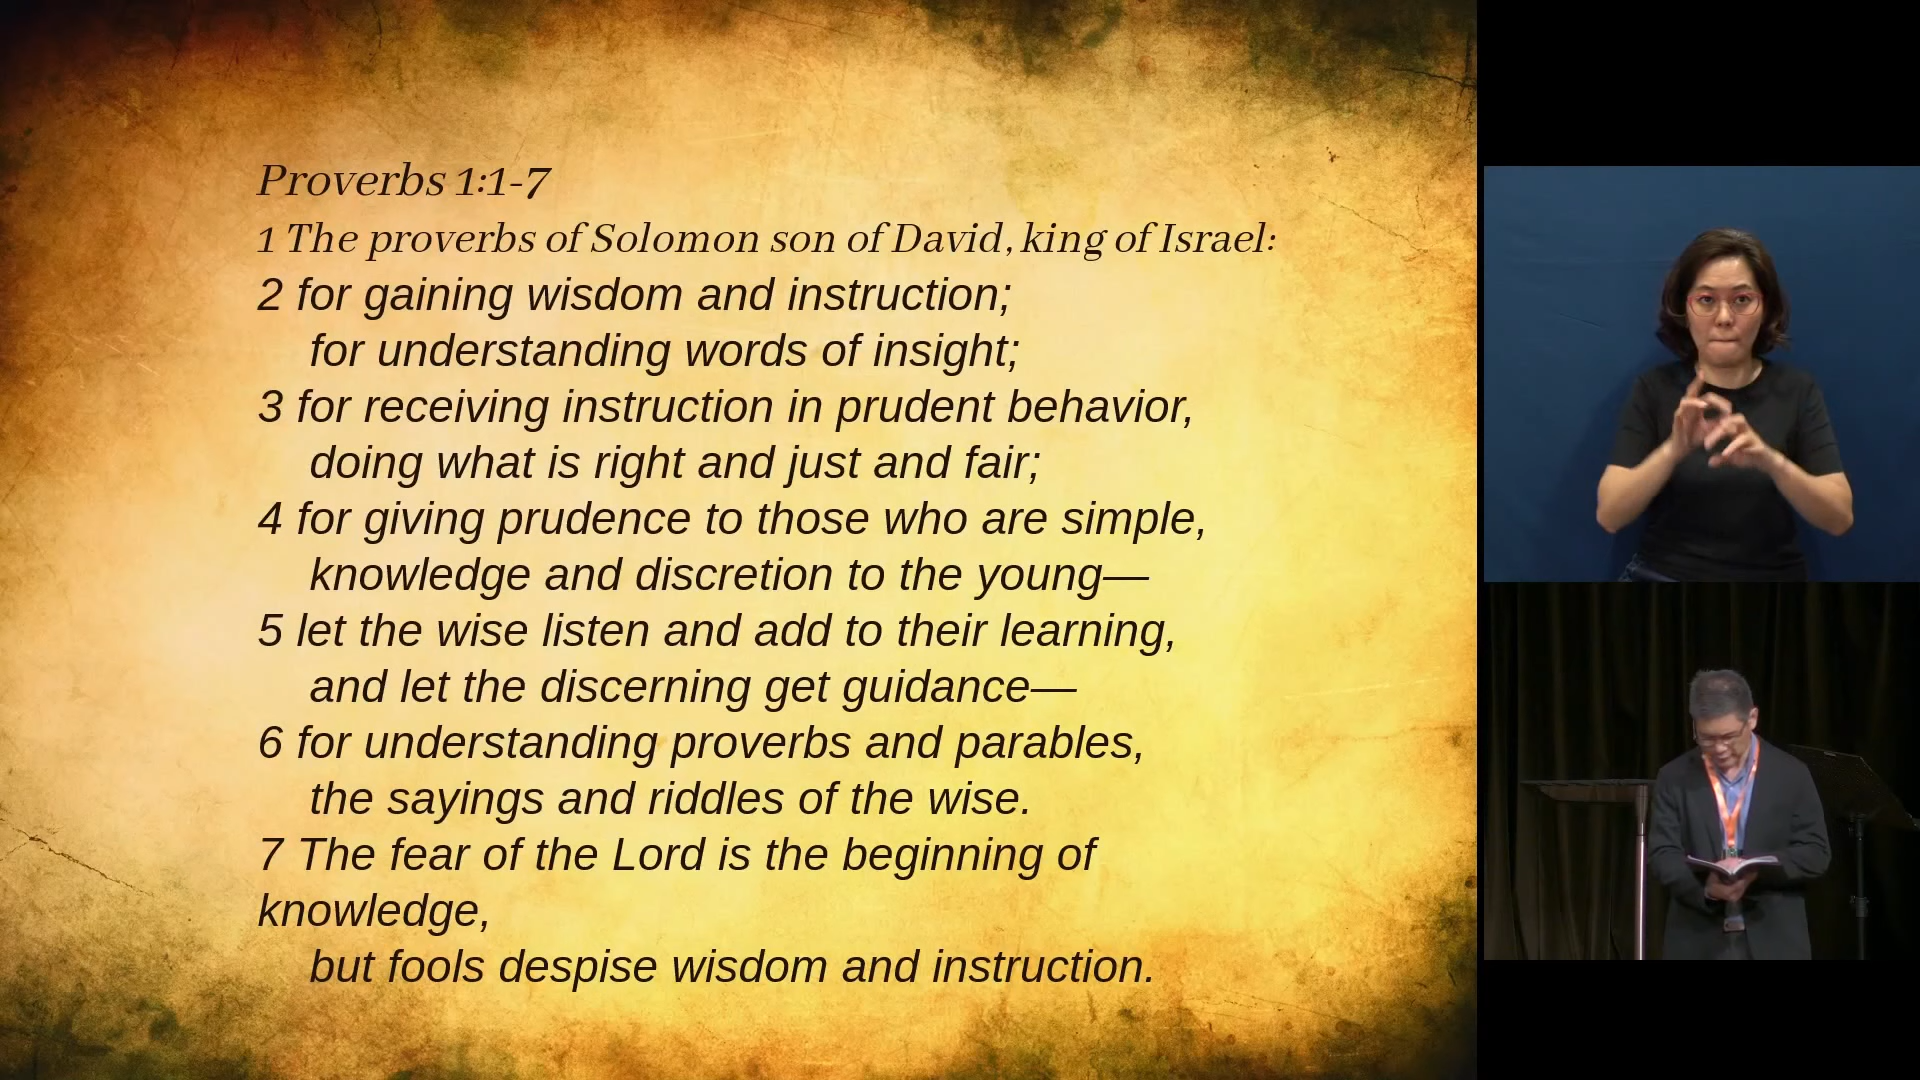 Proverbs 1:1-7
1 The proverbs of Solomon son of David, king of Israel:
2 for gaining wisdom and instruction;
for understanding words of insight;
3 for receiving instruction in prudent behavior,
doing what is right and just and fair;
4 for giving prudence to those who are simple,
knowledge and discretion to the young—
5 let the wise listen and add to their learning,
and let the discerning get guidance—
6 for understanding proverbs and parables,
the sayings and riddles of the wise.
7 The fear of the Lord is the beginning of
knowledge,
but fools despise wisdom and instruction.